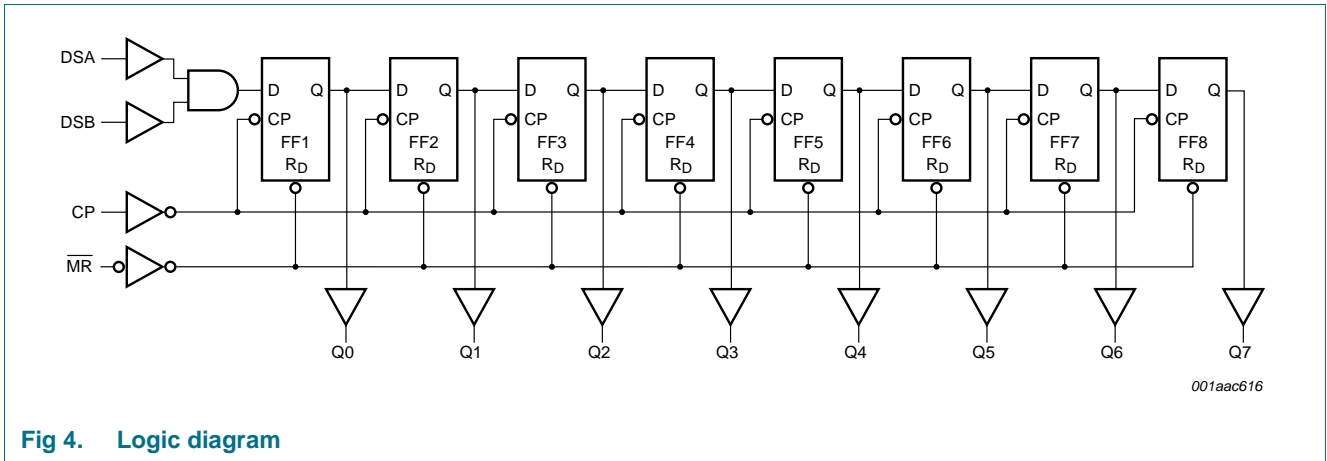 DSA
DSB
CP
M̅R̅
D Q D Q D Q D Q D Q D Q D Q D Q
CP CP CP CP CP CP CP CP
FF1 FF2 FF3 FF4 FF5 FF6 FF7 FF8
RD RD RD RD RD RD RD RD
Q0 Q1 Q2 Q3 Q4 Q5 Q6 Q7
001aac616
Fig 4. Logic diagram